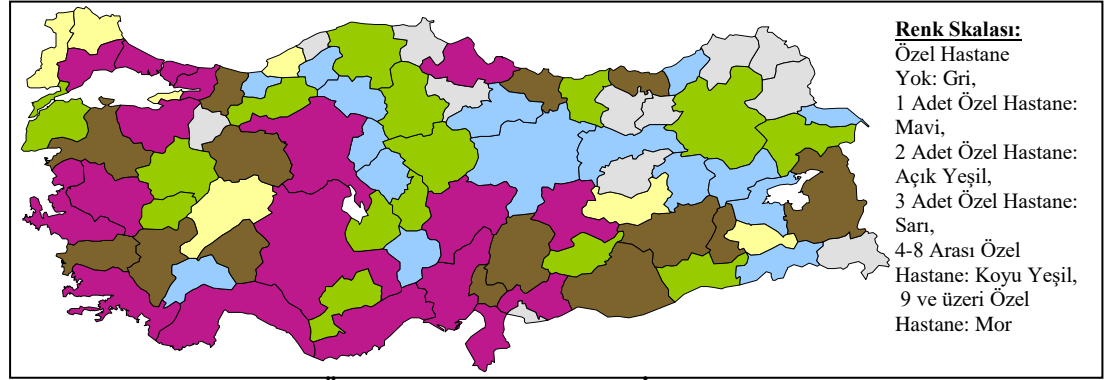 Renk Skalası:
Özel Hastane
Yok: Gri,
1 Adet Özel Hastane:
Mavi,
2 Adet Özel Hastane:
Açık Yeşil,
3 Adet Özel Hastane:
Sarı,
4-8 Arası Özel
Hastane: Koyu Yeşil,
9 ve üzeri Özel
Hastane: Mor